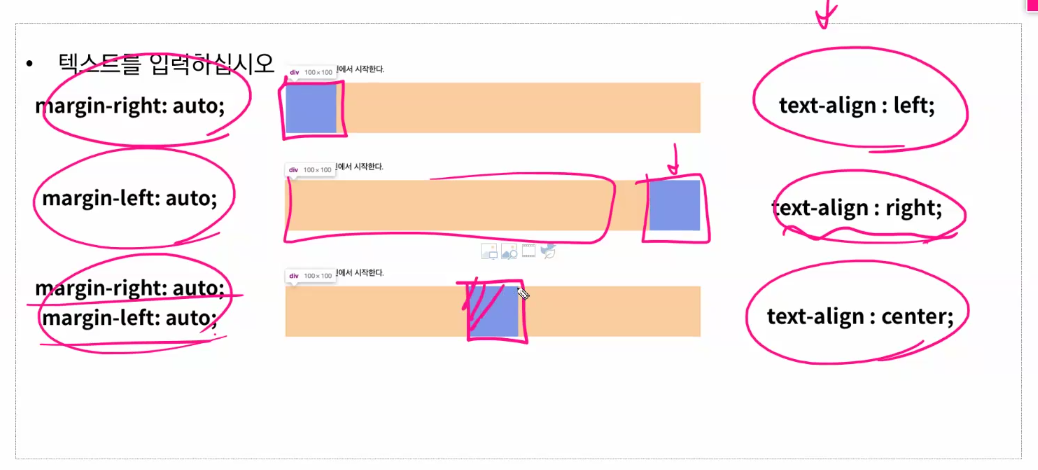 • 텍스트를 입력하십시오
div 100×100 에서 시작한다.
margin-right: auto;
text-align : left;
div 100×100 에서 시작한다.
margin-left: auto;
text-align : right;
div 100×100 에서 시작한다.
margin-right: auto;
margin-left: auto;
text-align : center;